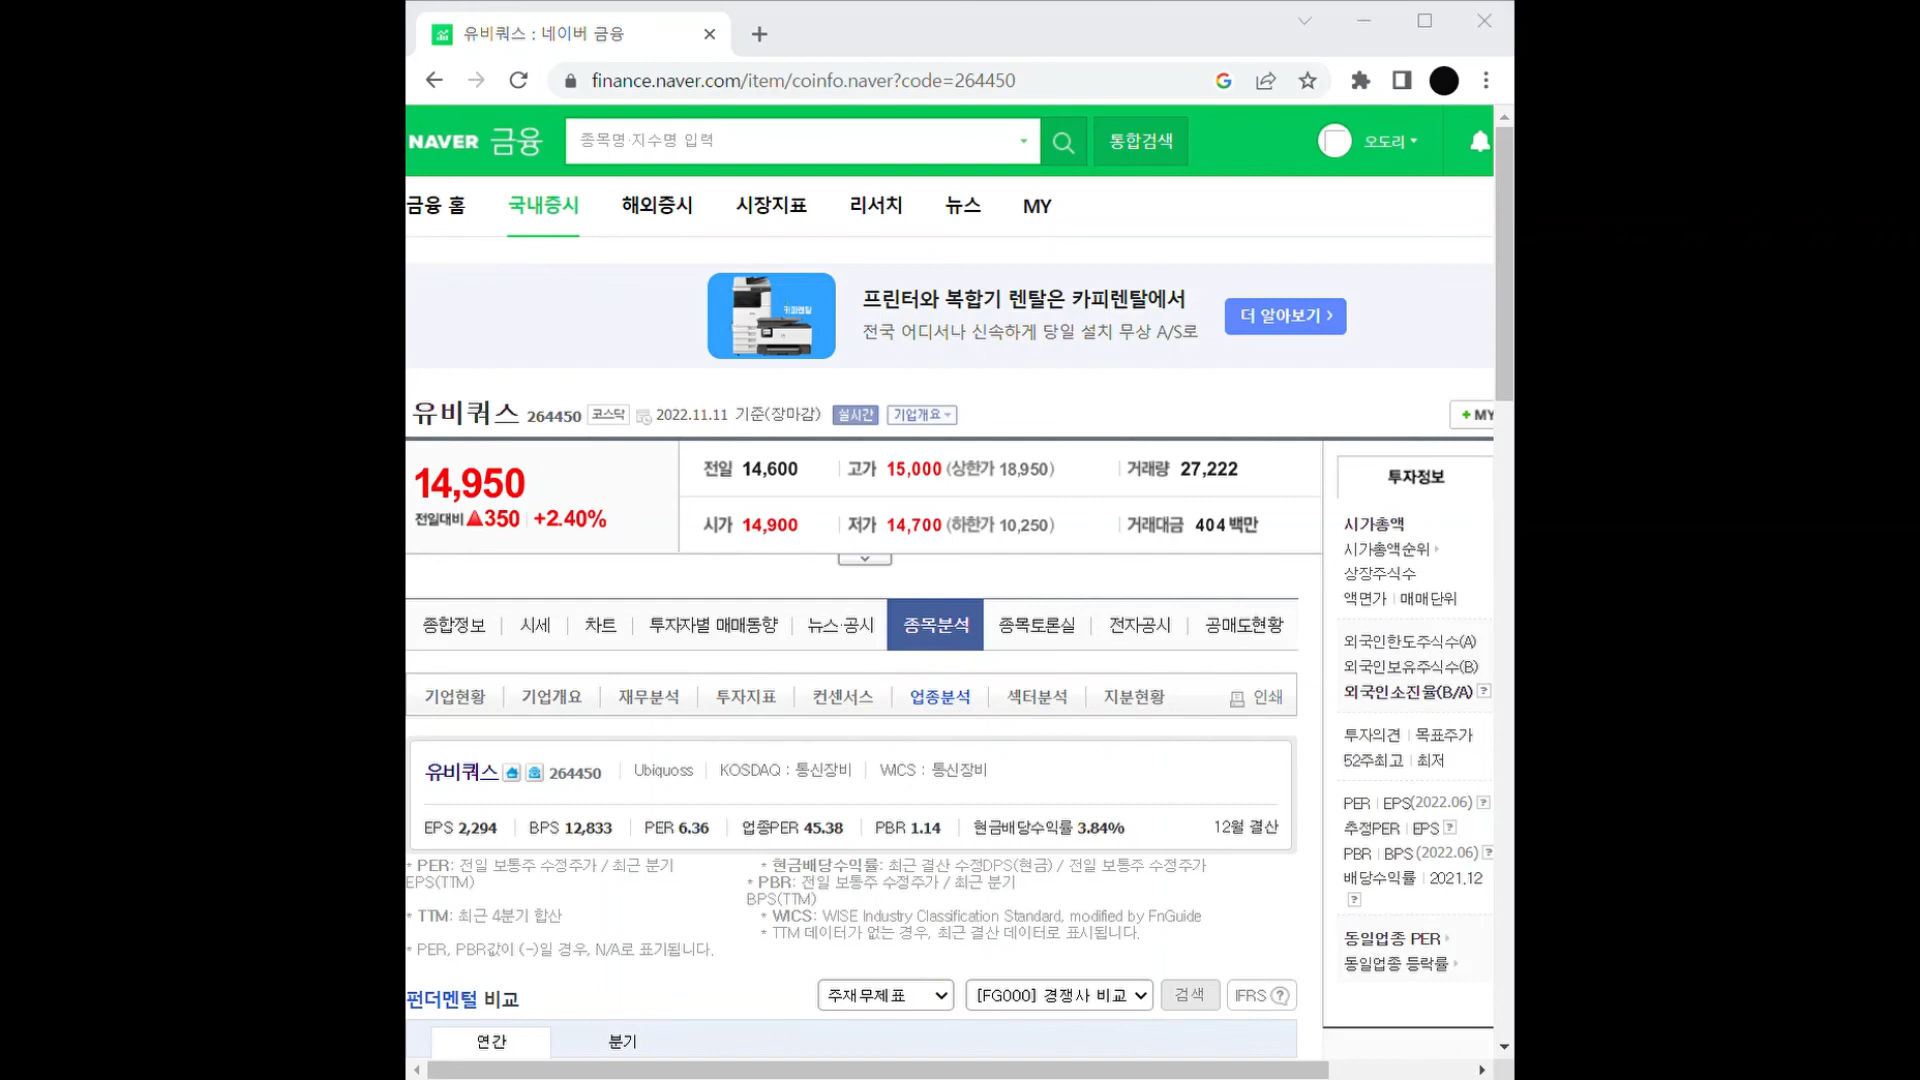 유비쿼스 : 네이버 금융
finance.naver.com/item/coinfo.naver?code=264450
NAVER 금융 종목명·지수명 입력 통합검색 오도리
금융 홈 국내증시 해외증시 시장지표 리서치 뉴스 MY
카피렌탈
프린터와 복합기 렌탈은 카피렌탈에서
전국 어디서나 신속하게 당일 설치 무상 A/S로
더 알아보기 >
유비쿼스 264450 코스닥 2022.11.11 기준(장마감) 실시간 기업개요
+ MY
14,950
전일대비 ▲350 +2.40%
전일 14,600 고가 15,000 (상한가 18,950) 거래량 27,222
시가 14,900 저가 14,700 (하한가 10,250) 거래대금 404 백만
종합정보 시세 차트 투자자별 매매동향 뉴스·공시 종목분석 종목토론실 전자공시 공매도현황
기업현황 기업개요 재무분석 투자지표 컨센서스 업종분석 섹터분석 지분현황 인쇄
유비쿼스 264450 Ubiquoss KOSDAQ : 통신장비 WICS : 통신장비
EPS 2,294 BPS 12,833 PER 6.36 업종PER 45.38 PBR 1.14 현금배당수익률 3.84% 12월 결산
* PER: 전일 보통주 수정주가 / 최근 분기
EPS(TTM)
* TTM: 최근 4분기 합산
* PER, PBR값이 (-)일 경우, N/A로 표기됩니다.
* 현금배당수익률: 최근 결산 수정DPS(현금) / 전일 보통주 수정주가
* PBR: 전일 보통주 수정주가 / 최근 분기
BPS(TTM)
* WICS: WISE Industry Classification Standard, modified by FnGuide
* TTM 데이터가 없는 경우, 최근 결산 데이터로 표시됩니다.
펀더멘털 비교 주재무제표 [FG000] 경쟁사 비교 검색 IFRS ?
연간 분기
투자정보
시가총액
시가총액순위
상장주식수
액면가 | 매매단위
외국인한도주식수(A)
외국인보유주식수(B)
외국인소진율(B/A) ?
투자의견 | 목표주가
52주최고 | 최저
PER | EPS(2022.06) ?
추정PER | EPS ?
PBR | BPS (2022.06) ?
배당수익률 | 2021.12
?
동일업종 PER
동일업종 등락률